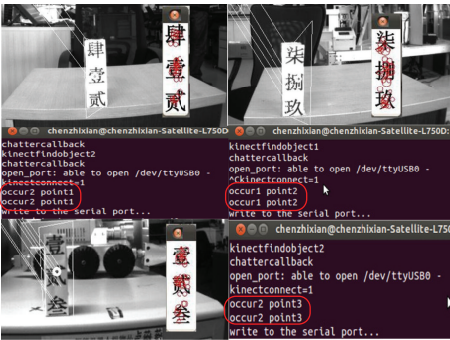 肆壹贰
肆壹贰
柒捌玖
柒捌玖
chenzhixian@chenzhixian-Satellite-L750D:
chattercallback
kinectfindobject2
chattercallback
open_port: able to open /dev/ttyUSB0 -
kinectconnect=1
occur2 point1
occur2 point1
write to the serial port...
chenzhixian@chenzhixian-Satellite-L750D:
kinectfindobject1
chattercallback
open_port: able to open /dev/ttyUSB0 -
^Ckinectconnect=1
occur1 point2
occur1 point2
write to the serial port...
壹贰叁
壹贰叁
chenzhixian@chenzhixian-Satellite-L750
kinectfindobject2
chattercallback
open_port: able to open /dev/ttyUSB0 -
kinectconnect=1
occur2 point3
occur2 point3
write to the serial port...